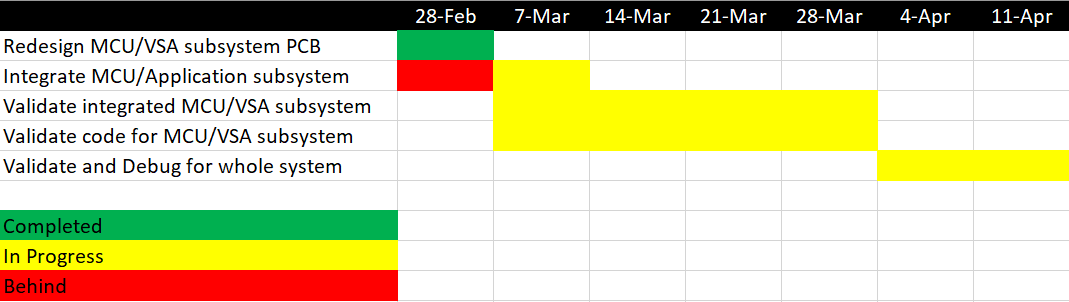 28-Feb 7-Mar 14-Mar 21-Mar 28-Mar 4-Apr 11-Apr
Redesign MCU/VSA subsystem PCB
Integrate MCU/Application subsystem
Validate integrated MCU/VSA subsystem
Validate code for MCU/VSA subsystem
Validate and Debug for whole system
Completed
In Progress
Behind